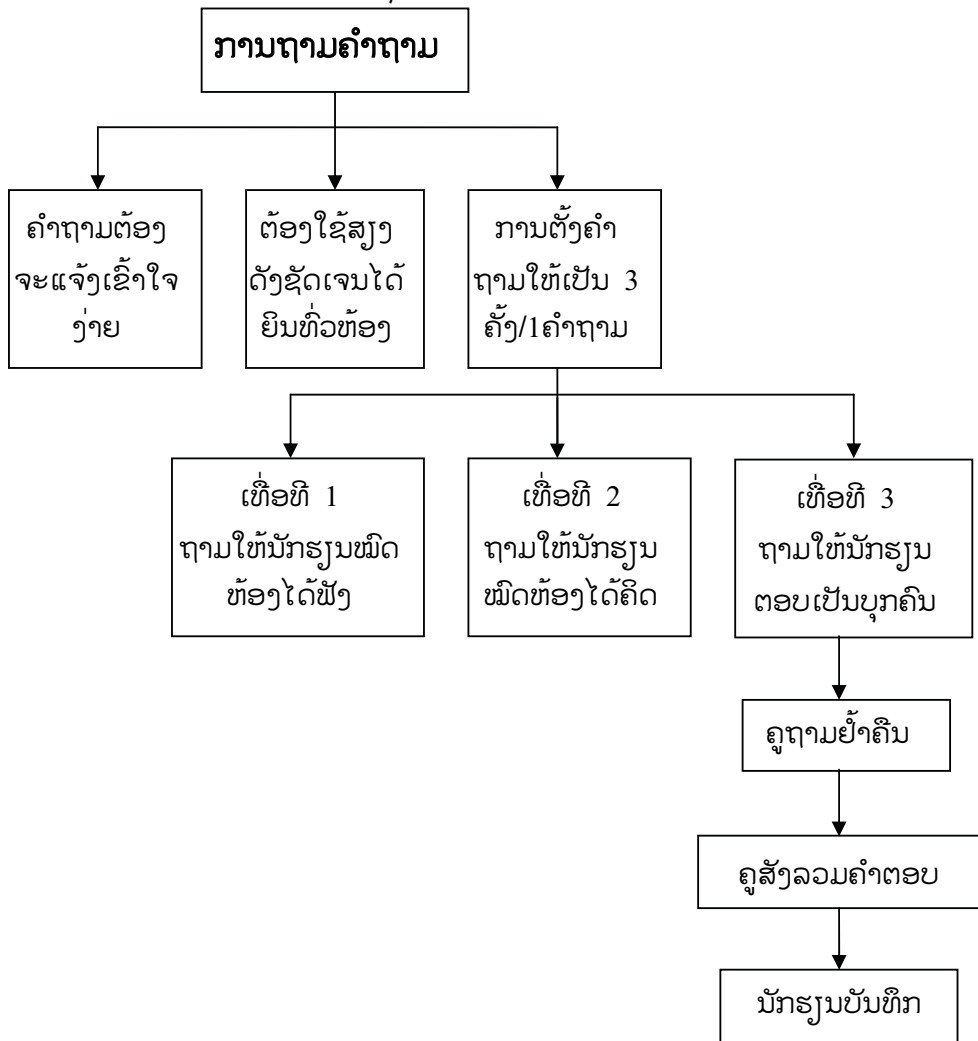 ການຖາມຄຳຖາມ
ຄຳຖາມຕ້ອງ
ຈະແຈ້ງເຂົ້າໃຈ
ງ່າຍ
ຕ້ອງໃຊ້ສຽງ
ດັງຊັດເຈນໄດ້
ຍິນທົ່ວຫ້ອງ
ການຕັ້ງຄຳ
ຖາມໃຫ້ເປັນ 3
ຄັ້ງ/1ຄຳຖາມ
ເທື່ອທີ 1
ຖາມໃຫ້ນັກຮຽນໝົດ
ຫ້ອງໄດ້ຟັງ
ເທື່ອທີ 2
ຖາມໃຫ້ນັກຮຽນ
ໝົດຫ້ອງໄດ້ຄິດ
ເທື່ອທີ 3
ຖາມໃຫ້ນັກຮຽນ
ຕອບເປັນບຸກຄົນ
ຄູຖາມຢ້ຳຄືນ
ຄູສັງລວມຄຳຕອບ
ນັກຮຽນບັນທຶກ